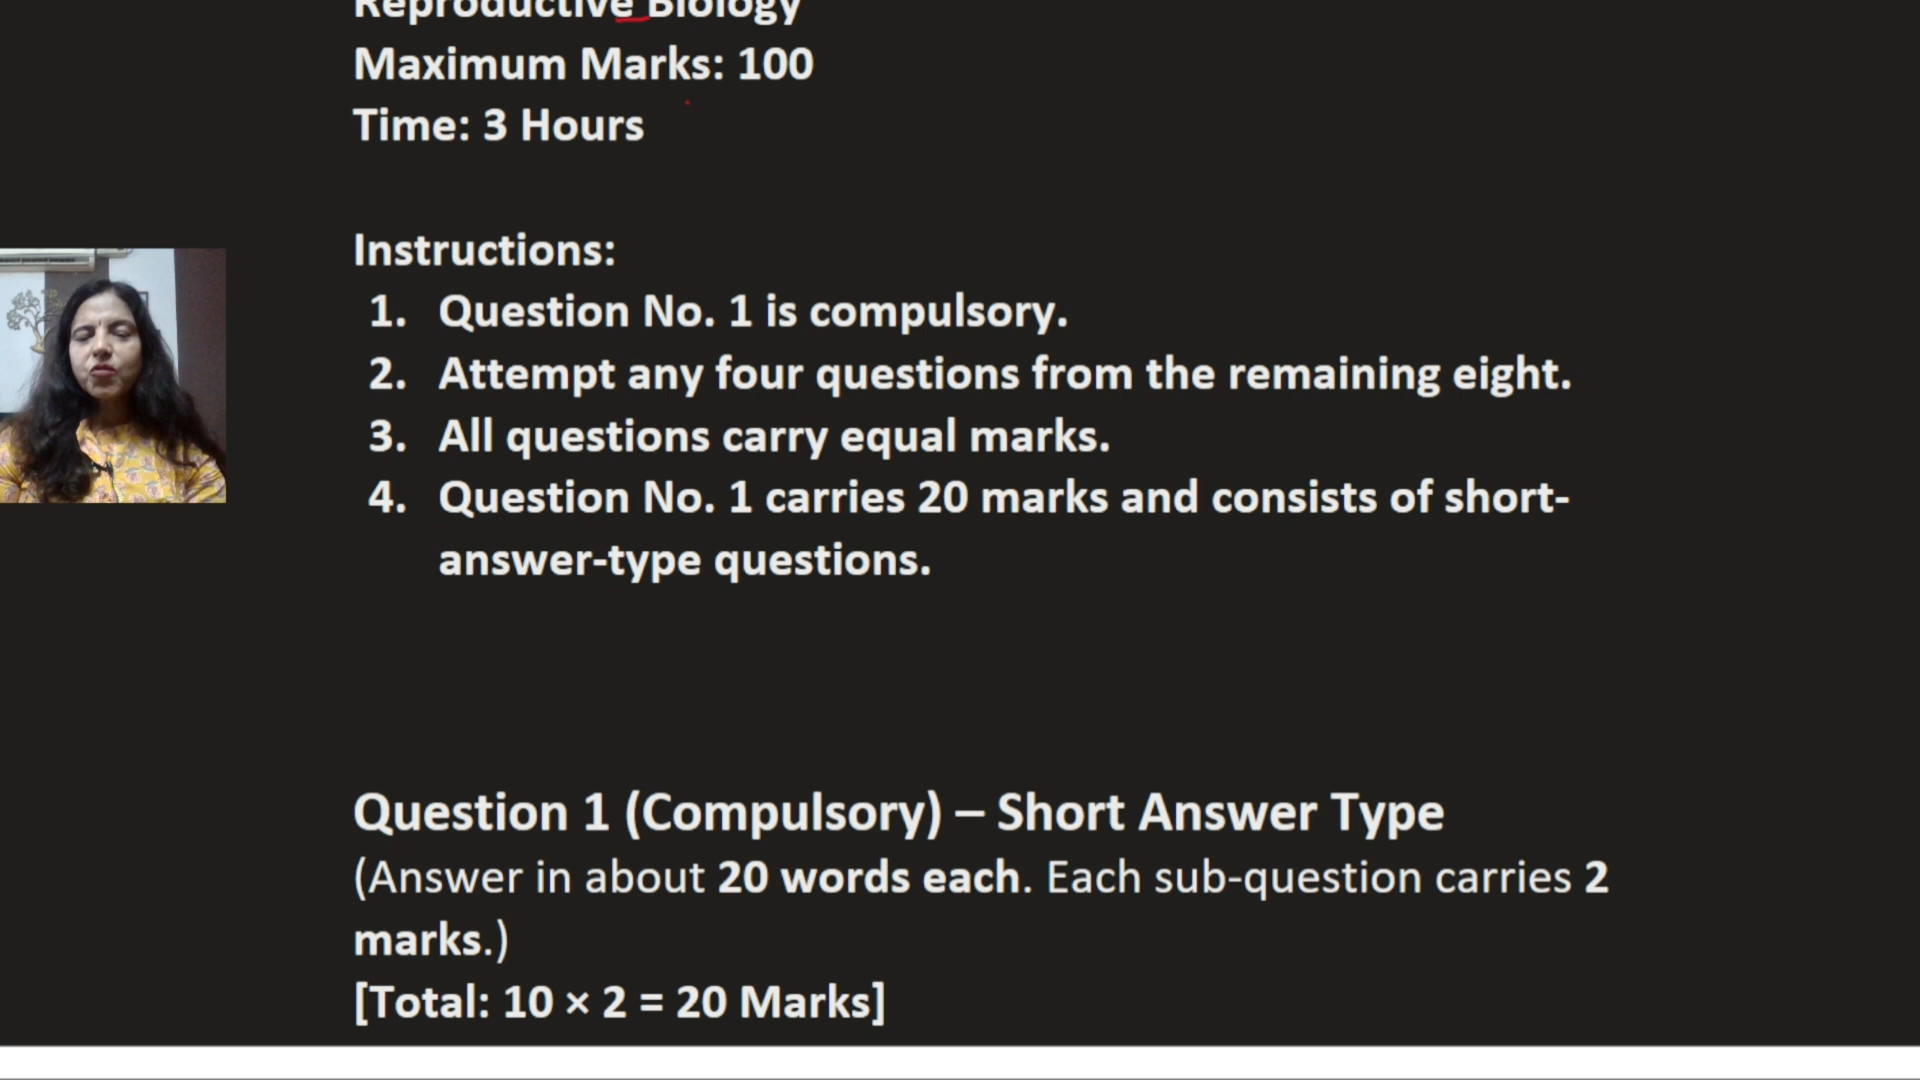 Reproductive Biology
Maximum Marks: 100
Time: 3 Hours
Instructions:
1. Question No. 1 is compulsory.
2. Attempt any four questions from the remaining eight.
3. All questions carry equal marks.
4. Question No. 1 carries 20 marks and consists of short-
answer-type questions.
Question 1 (Compulsory) – Short Answer Type
(Answer in about 20 words each. Each sub-question carries 2
marks.)
[Total: 10 × 2 = 20 Marks]